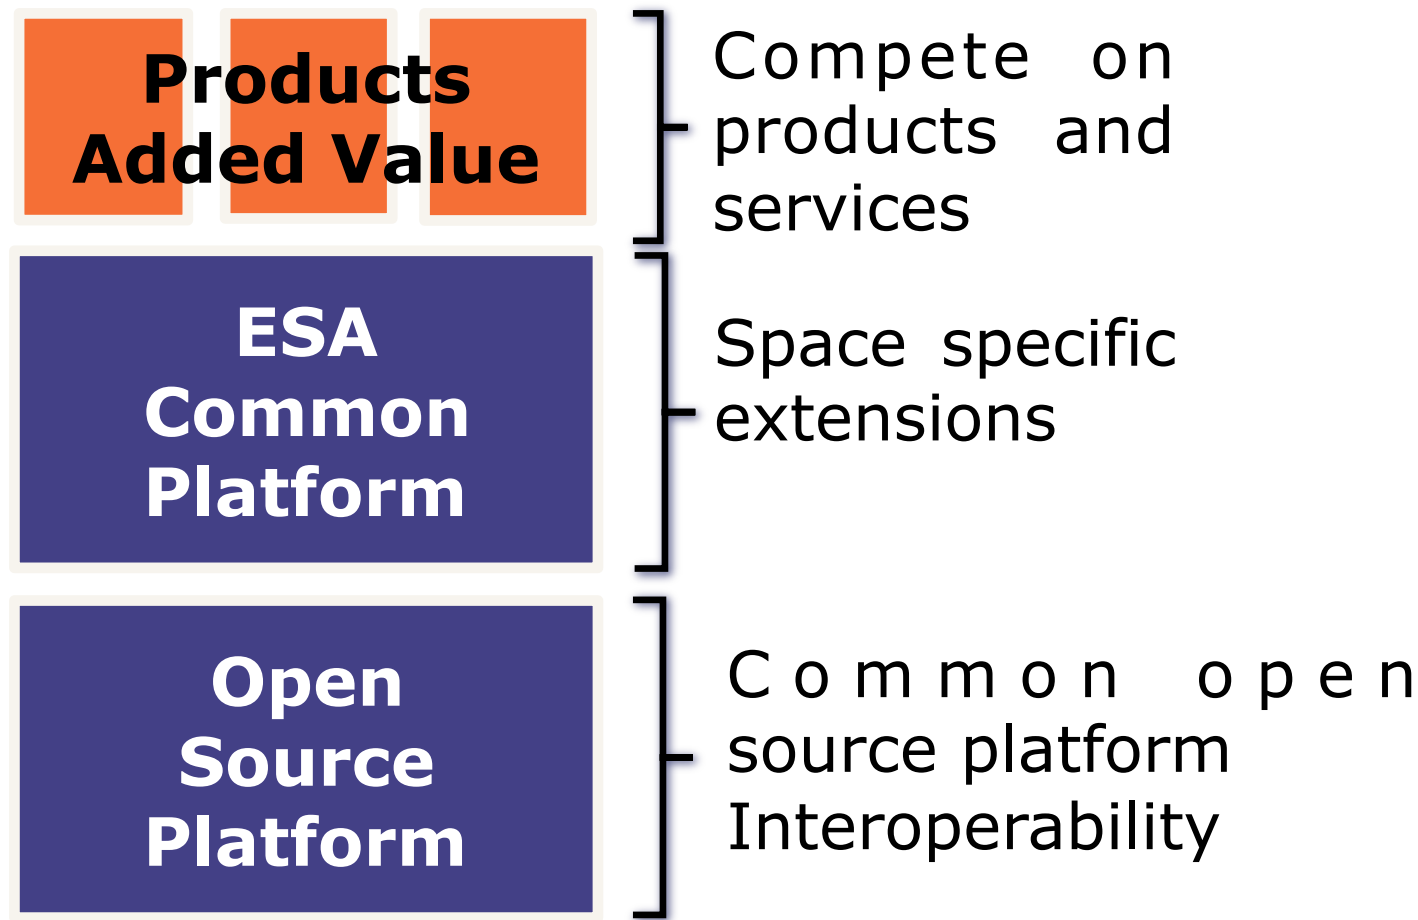 Products
Added Value
Compete on
products and
services
ESA
Common
Platform
Space specific
extensions
Open
Source
Platform
Common open
source platform
Interoperability